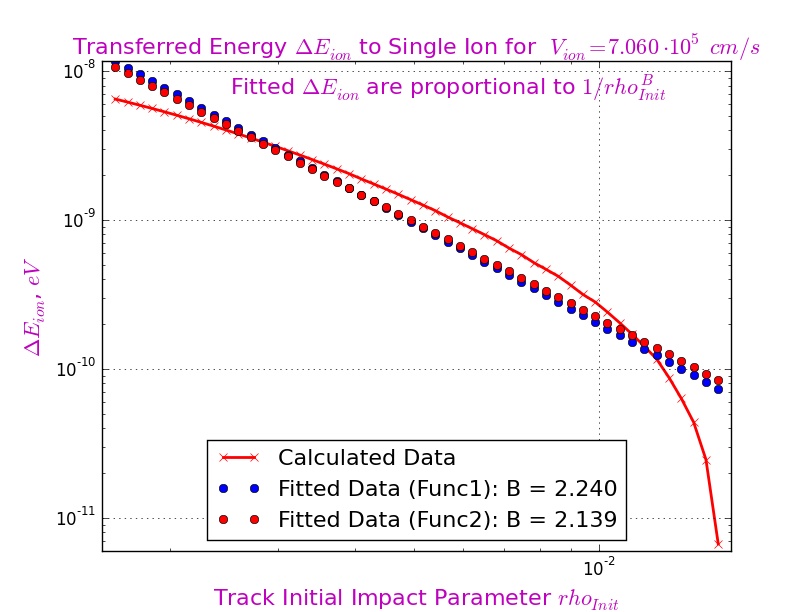 Transferred Energy ΔE_ion to Single Ion for V_ion=7.060·10^5 cm/s
Fitted ΔE_ion are proportional to 1/rho_Init^B
10^-8
10^-9
10^-10
10^-11
ΔE_ion, eV
Calculated Data
Fitted Data (Func1): B = 2.240
Fitted Data (Func2): B = 2.139
10^-2
Track Initial Impact Parameter rho_Init